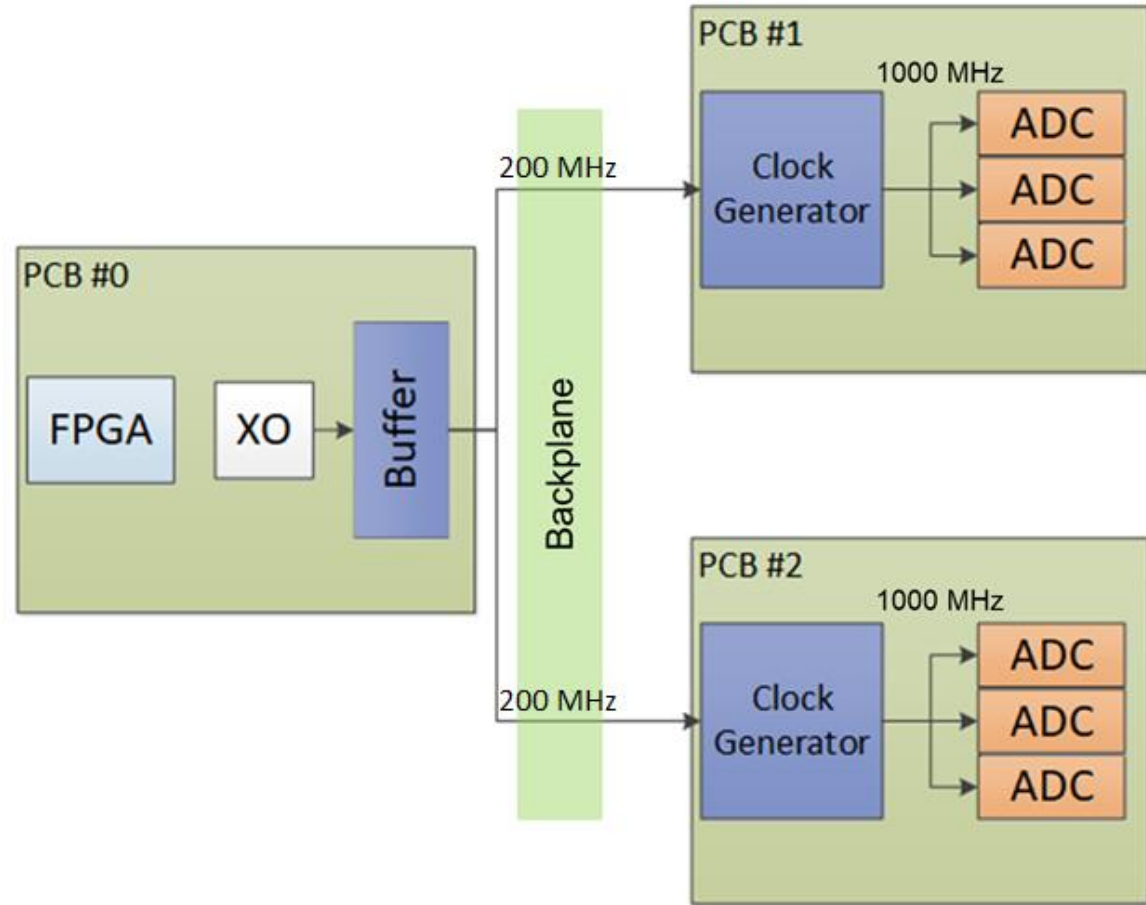 PCB #0
FPGA
XO
Buffer
Backplane
200 MHz
200 MHz
PCB #1
1000 MHz
Clock
Generator
ADC
ADC
ADC
PCB #2
1000 MHz
Clock
Generator
ADC
ADC
ADC